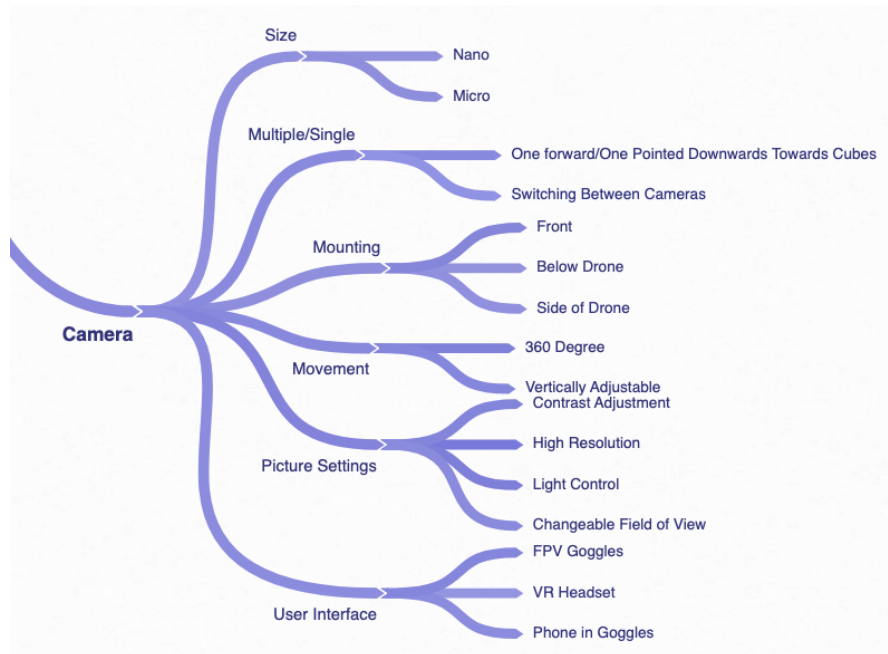 Size
Nano
Micro
Multiple/Single
One forward/One Pointed Downwards Towards Cubes
Switching Between Cameras
Mounting
Front
Below Drone
Side of Drone
Camera
Movement
360 Degree
Vertically Adjustable
Picture Settings
Contrast Adjustment
High Resolution
Light Control
Changeable Field of View
User Interface
FPV Goggles
VR Headset
Phone in Goggles